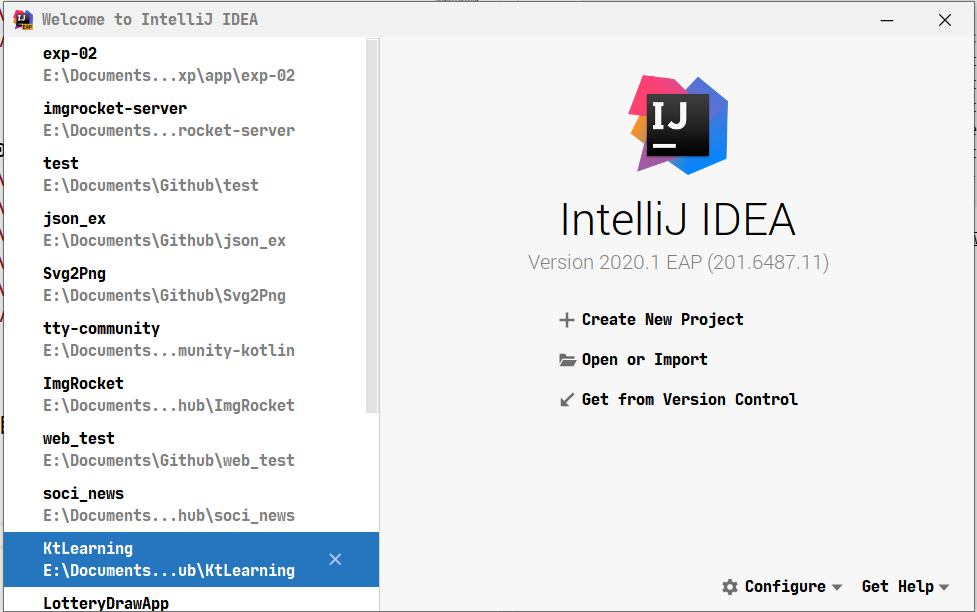 Welcome to IntelliJ IDEA
exp-02
E:\Documents...xp\app\exp-02
imgrocket-server
E:\Documents...rocket-server
test
E:\Documents\Github\test
json_ex
E:\Documents\Github\json_ex
Svg2Png
E:\Documents\Github\Svg2Png
tty-community
E:\Documents...munity-kotlin
ImgRocket
E:\Documents...hub\ImgRocket
web_test
E:\Documents\Github\web_test
soci_news
E:\Documents...hub\soci_news
KtLearning
E:\Documents...ub\KtLearning
LotteryDrawApp
IJ
IntelliJ IDEA
Version 2020.1 EAP (201.6487.11)
Create New Project
Open or Import
Get from Version Control
Configure
Get Help